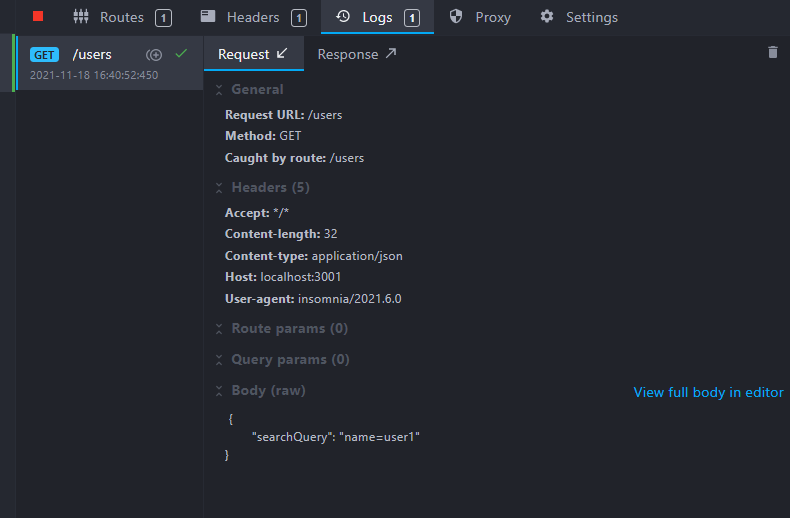 Routes 1 Headers 1 Logs 1 Proxy Settings
GET /users
2021-11-18 16:40:52:450
Request Response
General
Request URL: /users
Method: GET
Caught by route: /users
Headers (5)
Accept: */*
Content-length: 32
Content-type: application/json
Host: localhost:3001
User-agent: insomnia/2021.6.0
Route params (0)
Query params (0)
Body (raw)
View full body in editor
{
"searchQuery": "name=user1"
}